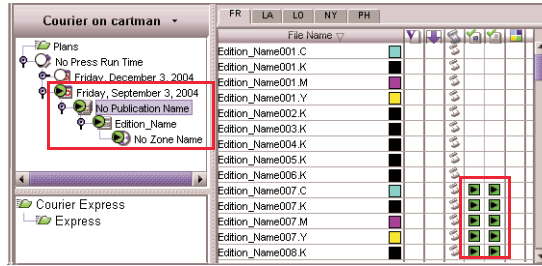 Courier on cartman
Plans
No Press Run Time
Friday, December 3, 2004
Friday, September 3, 2004
No Publication Name
Edition_Name
No Zone Name
Courier Express
Express
FR LA LO NY PH
File Name
Edition_Name001.C
Edition_Name001.K
Edition_Name001.M
Edition_Name001.Y
Edition_Name002.K
Edition_Name003.K
Edition_Name004.K
Edition_Name005.K
Edition_Name006.K
Edition_Name007.C
Edition_Name007.K
Edition_Name007.M
Edition_Name007.Y
Edition_Name008.K